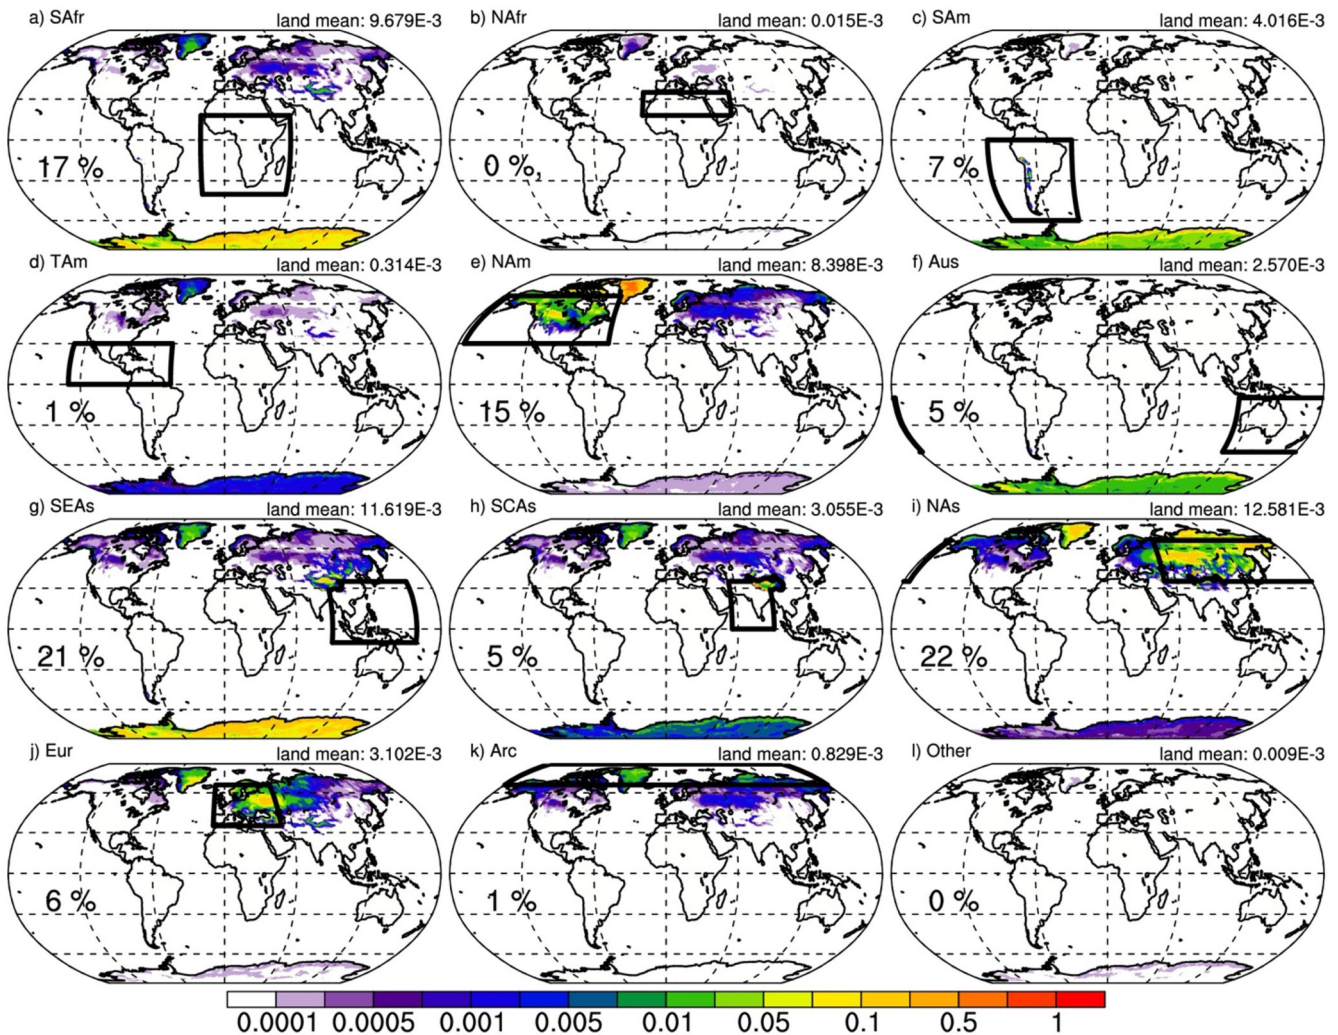 a) SAfr land mean: 9.679E-3 b) NAfr land mean: 0.015E-3 c) SAm land mean: 4.016E-3
17 % 0 %, 7 %
d) TAm land mean: 0.314E-3 e) NAm land mean: 8.398E-3 f) Aus land mean: 2.570E-3
1 % 15 % 5 %
g) SEAs land mean: 11.619E-3 h) SCAs land mean: 3.055E-3 i) NAs land mean: 12.581E-3
21 % 5 % 22 %
j) Eur land mean: 3.102E-3 k) Arc land mean: 0.829E-3 l) Other land mean: 0.009E-3
6 % 1 % 0 %
0.0001 0.0005 0.001 0.005 0.01 0.05 0.1 0.5 1